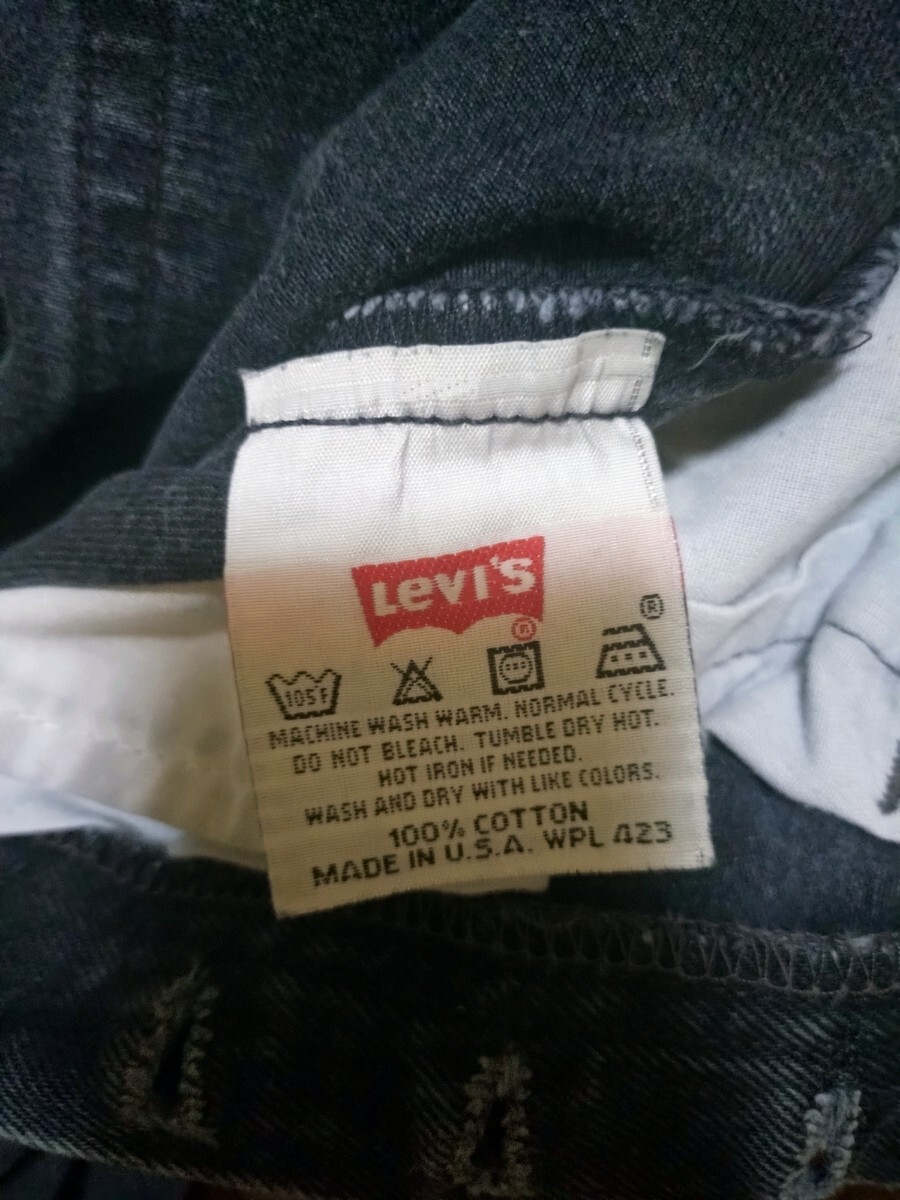 LEVI'S
®
®
105°F
MACHINE WASH WARM. NORMAL CYCLE.
DO NOT BLEACH. TUMBLE DRY HOT.
HOT IRON IF NEEDED.
WASH AND DRY WITH LIKE COLORS.
100% COTTON
MADE IN U.S.A. WPL 423